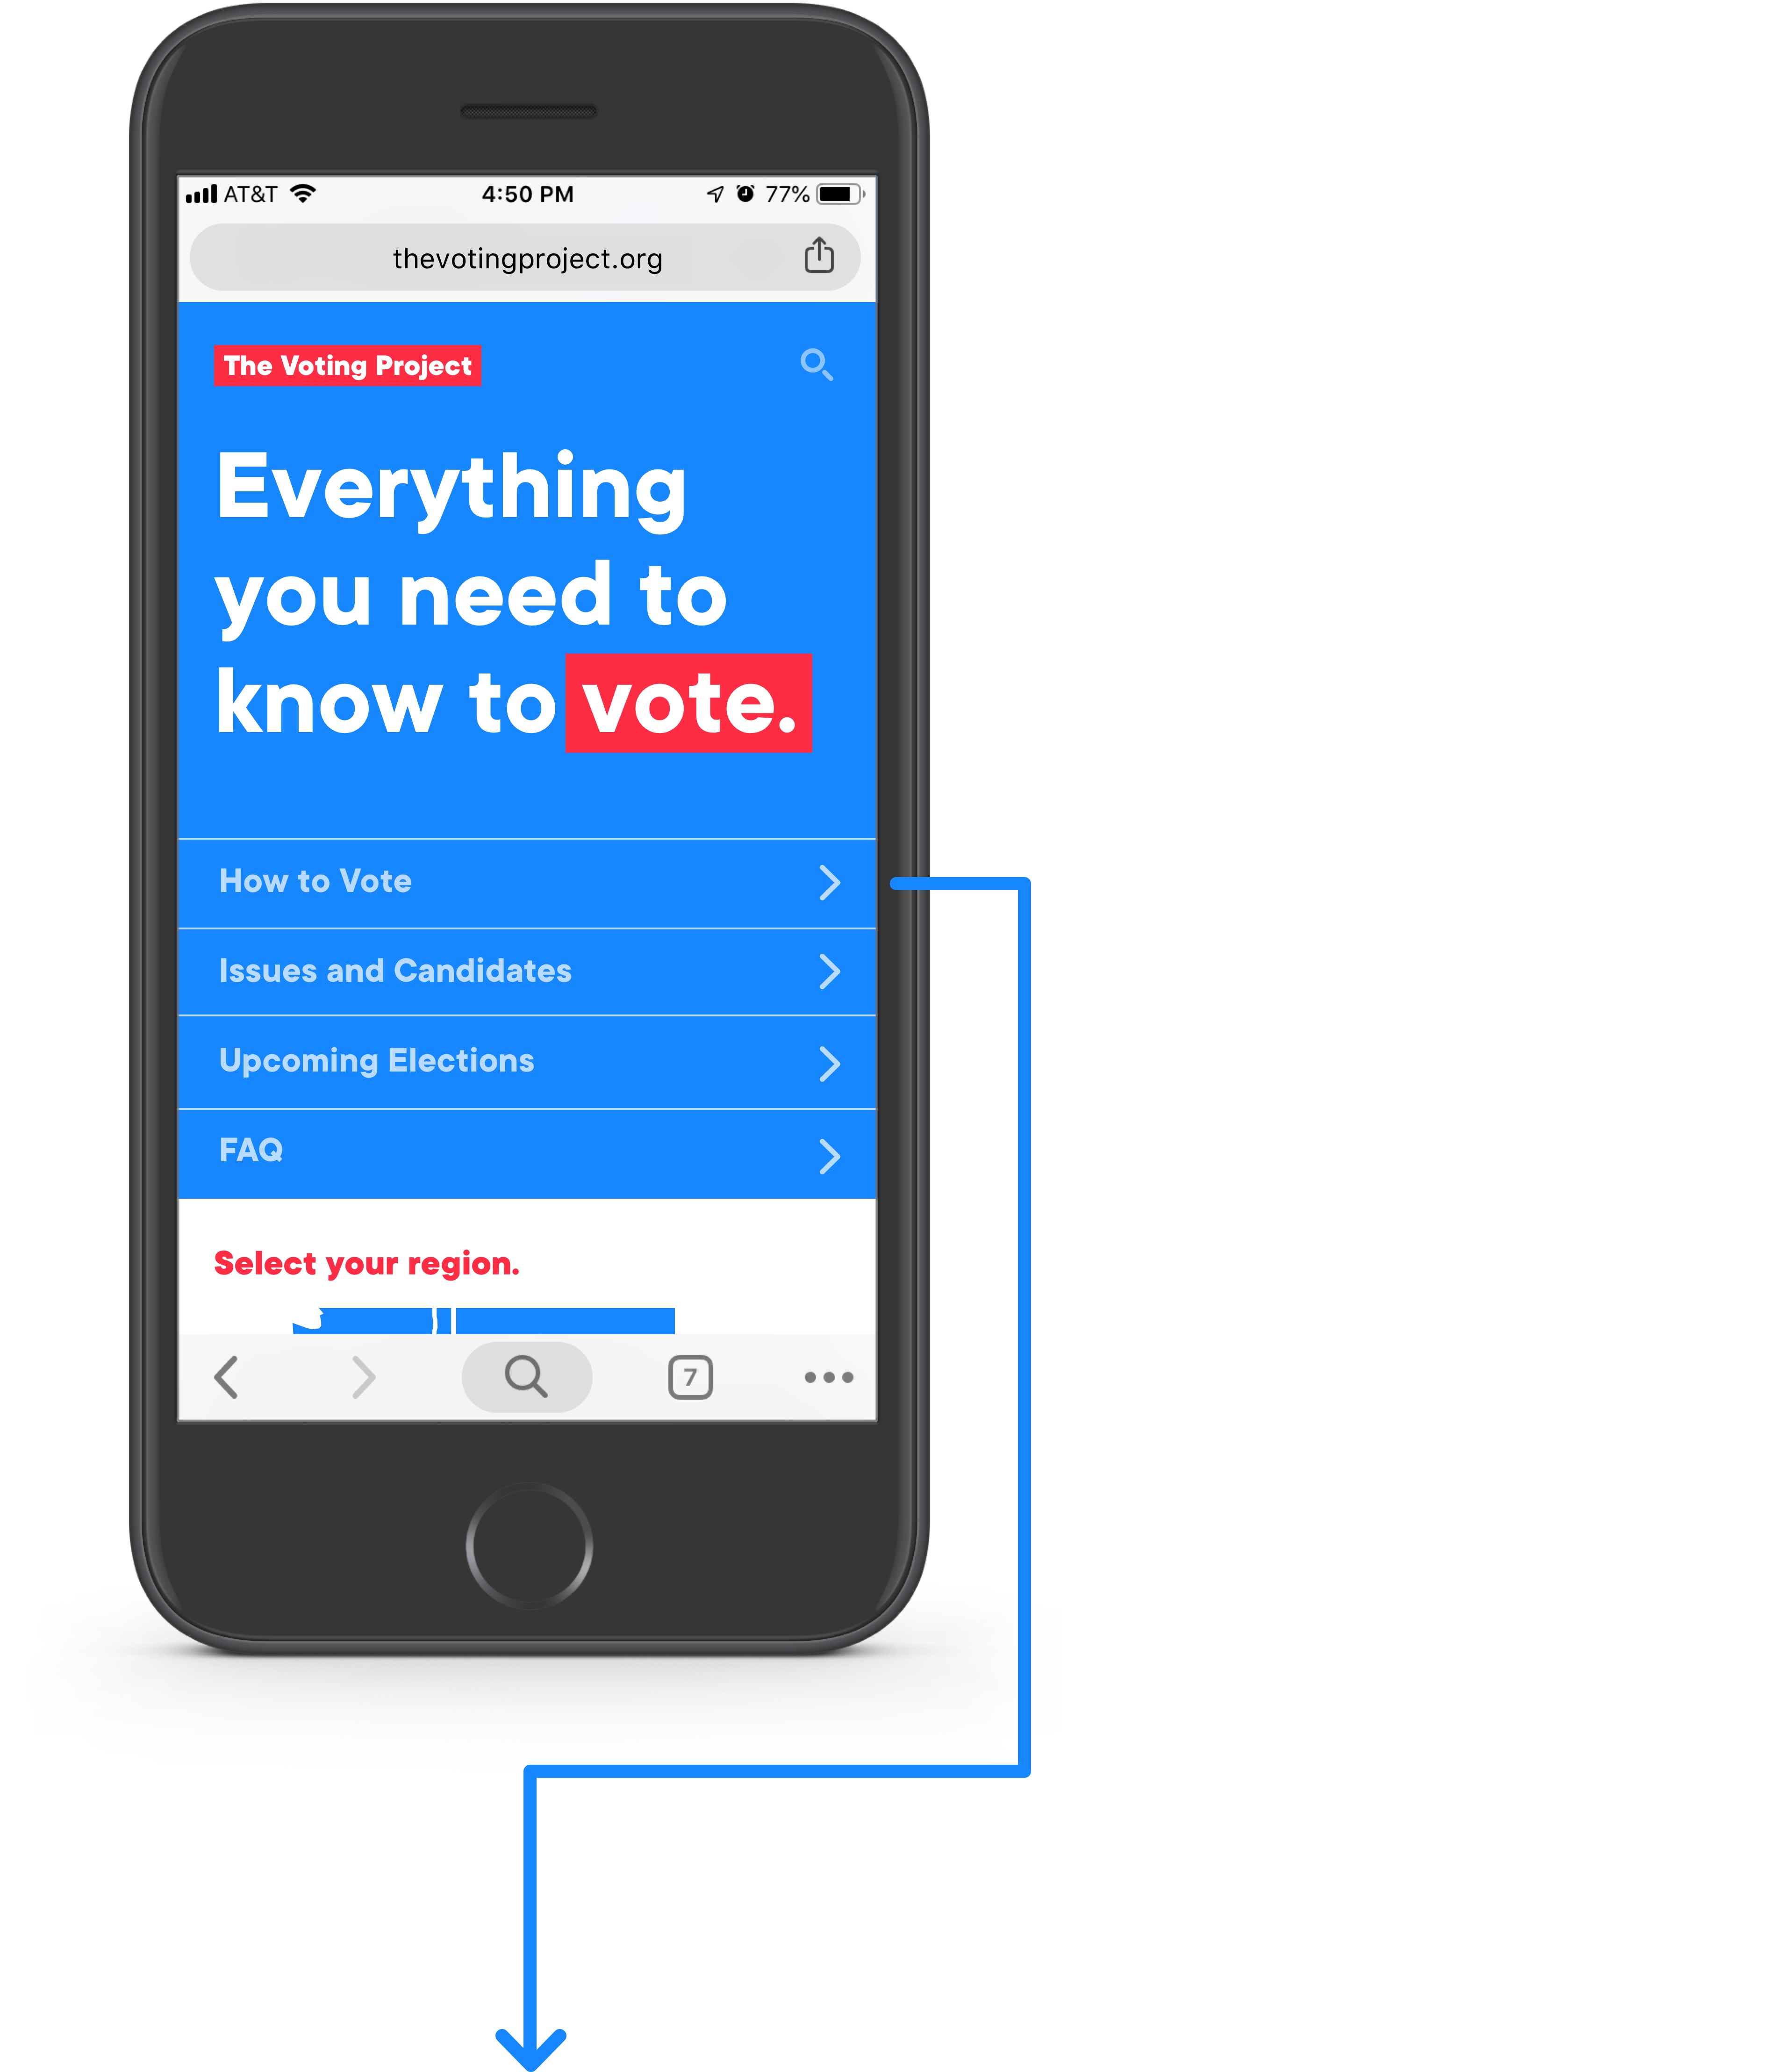 AT&T 4:50 PM 77%
thevotingproject.org
The Voting Project
Everything
you need to
know to vote.
How to Vote
Issues and Candidates
Upcoming Elections
FAQ
Select your region.
7